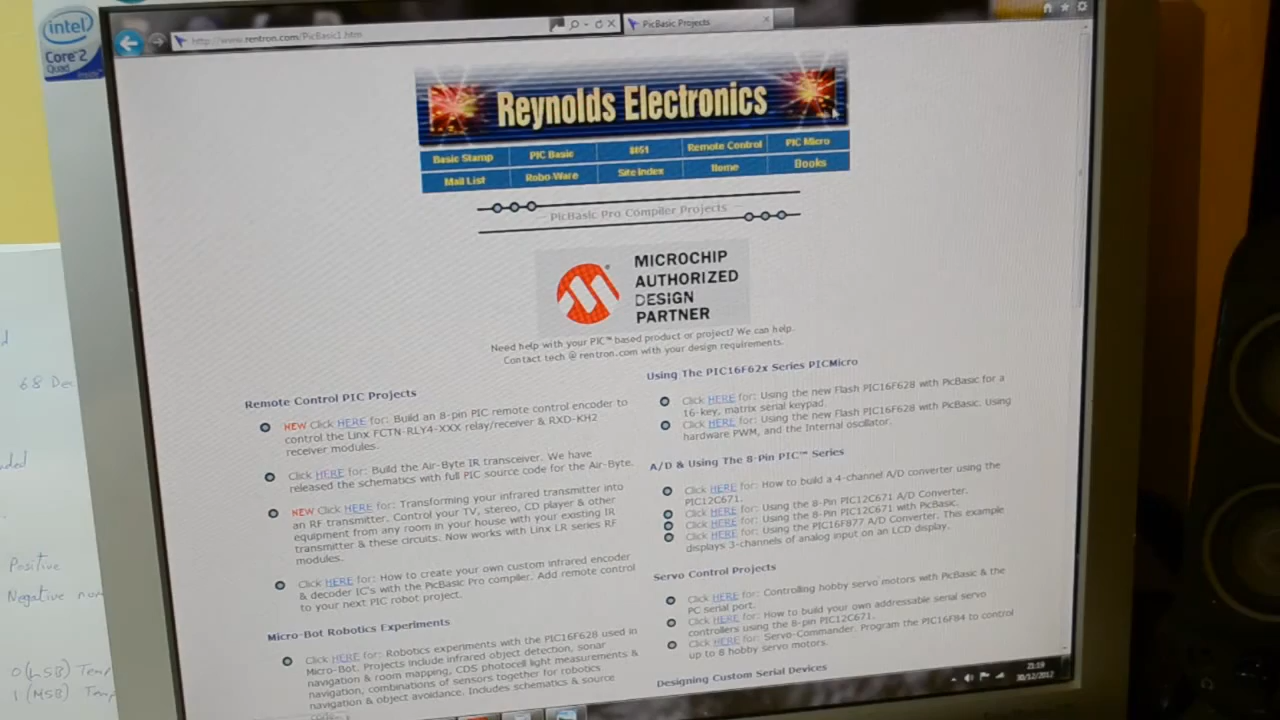 intel
Core™2
Quad
http://www.rentron.com/PicBasic1.htm
PicBasic Projects
Reynolds Electronics
Basic Stamp
PIC Basic
8051
Remote Control
PIC Micro
Mail List
Robo-Ware
Site Index
Home
Books
PicBasic Pro Compiler Projects
MICROCHIP
AUTHORIZED
DESIGN
PARTNER
Need help with your PIC™ based product or project? We can help.
Contact tech @ rentron.com with your design requirements.
Remote Control PIC Projects
NEW Click HERE for: Build an 8-pin PIC remote control encoder to
control the Linx FCTN-RLY4-XXX relay/receiver & RXD-KH2
receiver modules.
Click HERE for: Build the Air-Byte IR transceiver. We have
released the schematics with full PIC source code for the Air-Byte.
NEW Click HERE for: Transforming your infrared transmitter into
an RF transmitter. Control your TV, stereo, CD player & other
equipment from any room in your house with your existing IR
transmitter & these circuits. Now works with Linx LR series RF
modules.
Click HERE for: How to create your own custom infrared encoder
& decoder IC's with the PicBasic Pro compiler. Add remote control
to your next PIC robot project.
Micro-Bot Robotics Experiments
Click HERE for: Robotics experiments with the PIC16F628 used in
Micro-Bot. Projects include infrared object detection, sonar
navigation & room mapping, CDS photocell light measurements &
navigation, combinations of sensors together for robotics
navigation & object avoidance. Includes schematics & source
Using The PIC16F62x Series PICMicro
Click HERE for: Using the new Flash PIC16F628 with PicBasic for a
16-key, matrix serial keypad.
Click HERE for: Using the new Flash PIC16F628 with PicBasic. Using
hardware PWM, and the Internal oscillator.
A/D & Using The 8-Pin PIC™ Series
Click HERE for: How to build a 4-channel A/D converter using the
PIC12C671.
Click HERE for: Using the 8-Pin PIC12C671 A/D Converter.
Click HERE for: Using the 8-Pin PIC12C671 with PicBasic.
Click HERE for: Using the PIC16F877 A/D Converter. This example
displays 3-channels of analog input on an LCD display.
Servo Control Projects
Click HERE for: Controlling hobby servo motors with PicBasic & the
PC serial port.
Click HERE for: How to build your own addressable serial servo
controllers using the 8-pin PIC12C671.
Click HERE for: Servo-Commander. Program the PIC16F84 to control
up to 8 hobby servo motors.
Designing Custom Serial Devices
21:19
30/12/2012
68 Dec
Positive
Negative
0 (LSB) Temp
1 (MSB) Temp